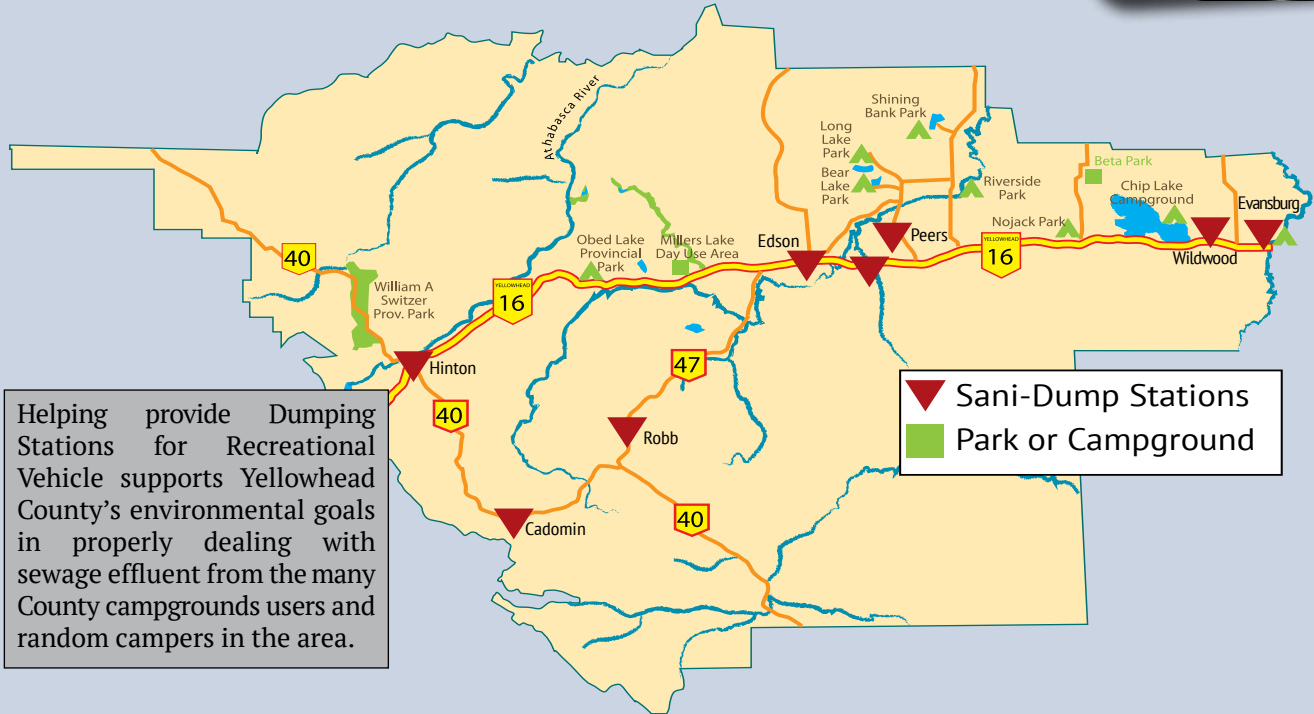 Athabasca River
Shining
Bank Park
Long
Lake
Park
Bear
Lake
Park
Riverside
Park
Beta Park
Chip Lake
Campground
Evansburg
Nojack Park
Wildwood
Peers
Edson
Obed Lake
Provincial
Park
Millers Lake
Day Use Area
YELLOWHEAD
16
YELLOWHEAD
16
40
William A
Switzer
Prov. Park
Hinton
47
40
Robb
Cadomin
40
Sani-Dump Stations
Park or Campground
Helping provide Dumping
Stations for Recreational
Vehicle supports Yellowhead
County’s environmental goals
in properly dealing with
sewage effluent from the many
County campgrounds users and
random campers in the area.